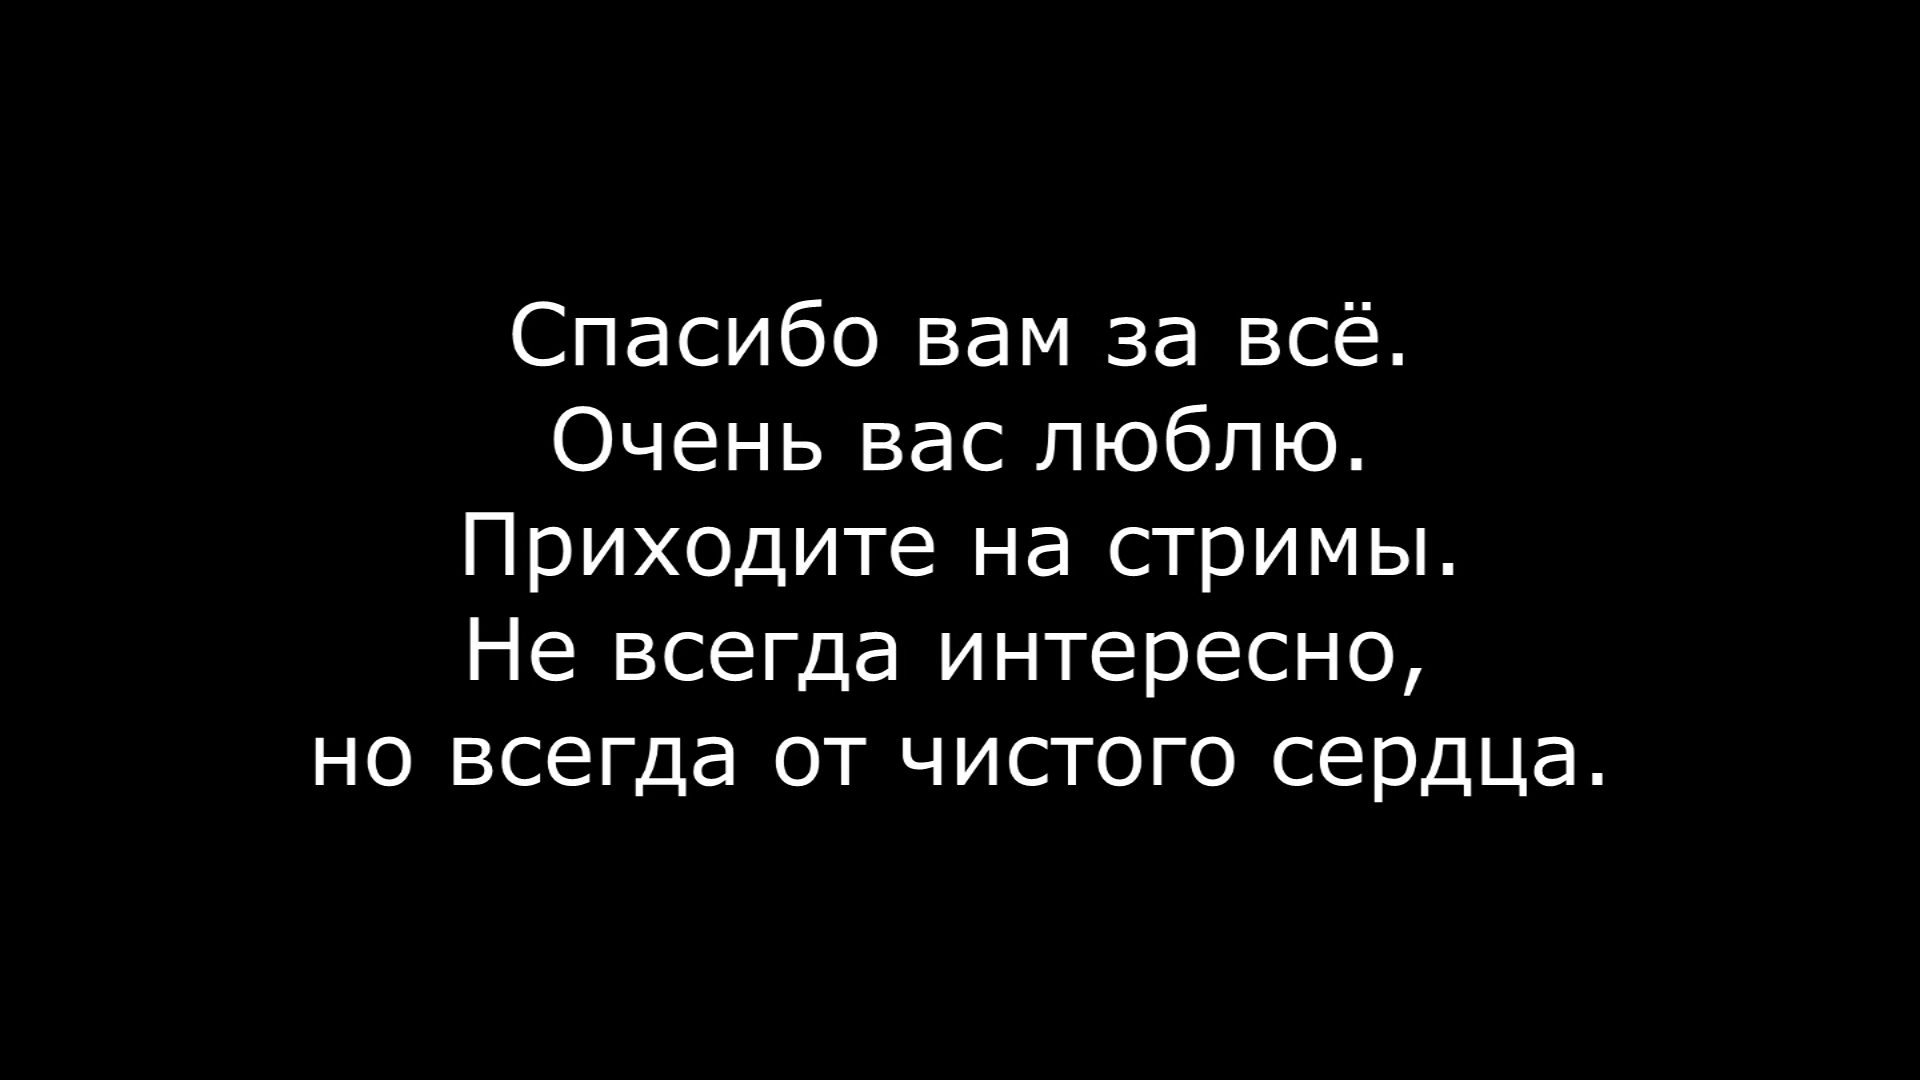 Спасибо вам за всё.
Очень вас люблю.
Приходите на стримы.
Не всегда интересно,
но всегда от чистого сердца.